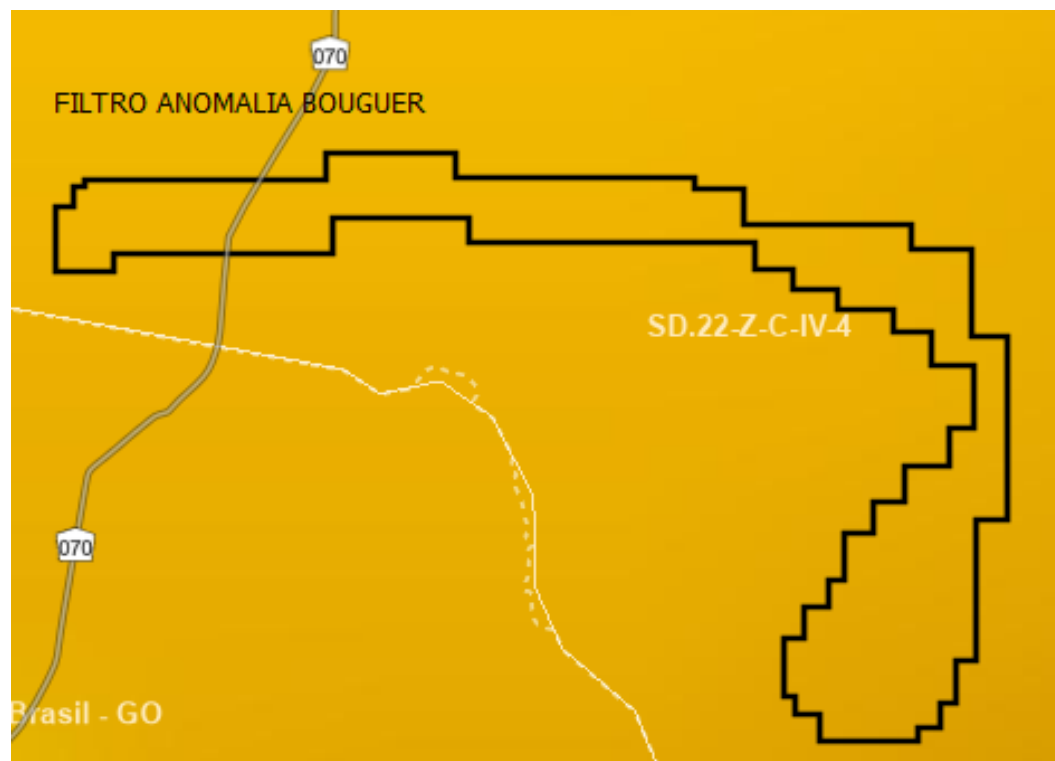 070
FILTRO ANOMALIA BOUGUER
SD.22-Z-C-IV-4
070
Brasil - GO